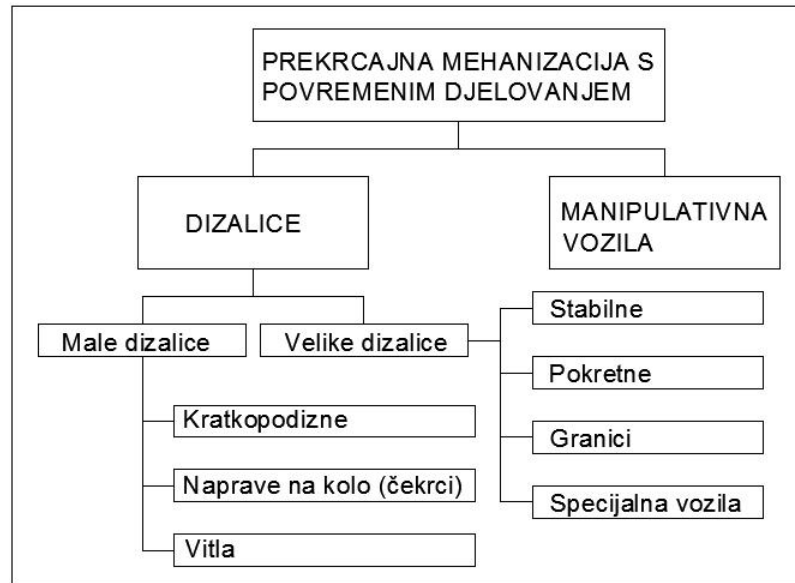 PREKRCAJNA MEHANIZACIJA S
POVREMENIM DJELOVANJEM
DIZALICE
MANIPULATIVNA
VOZILA
Male dizalice
Velike dizalice
Kratkopodizne
Naprave na kolo (čekrci)
Vitla
Stabilne
Pokretne
Granici
Specijalna vozila